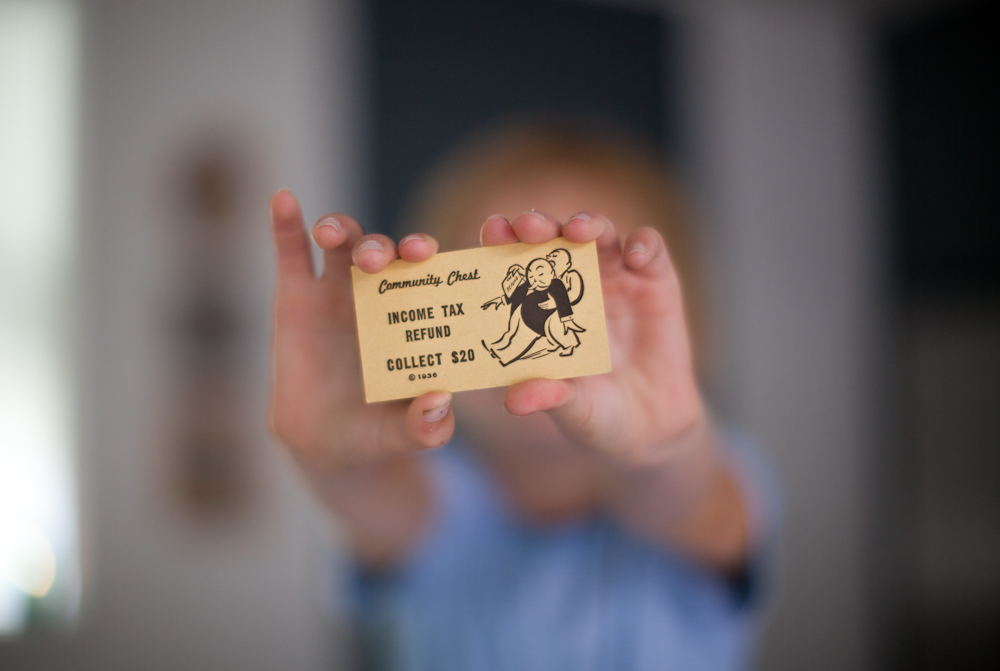 Community Chest
INCOME TAX
REFUND
COLLECT $20
© 1936